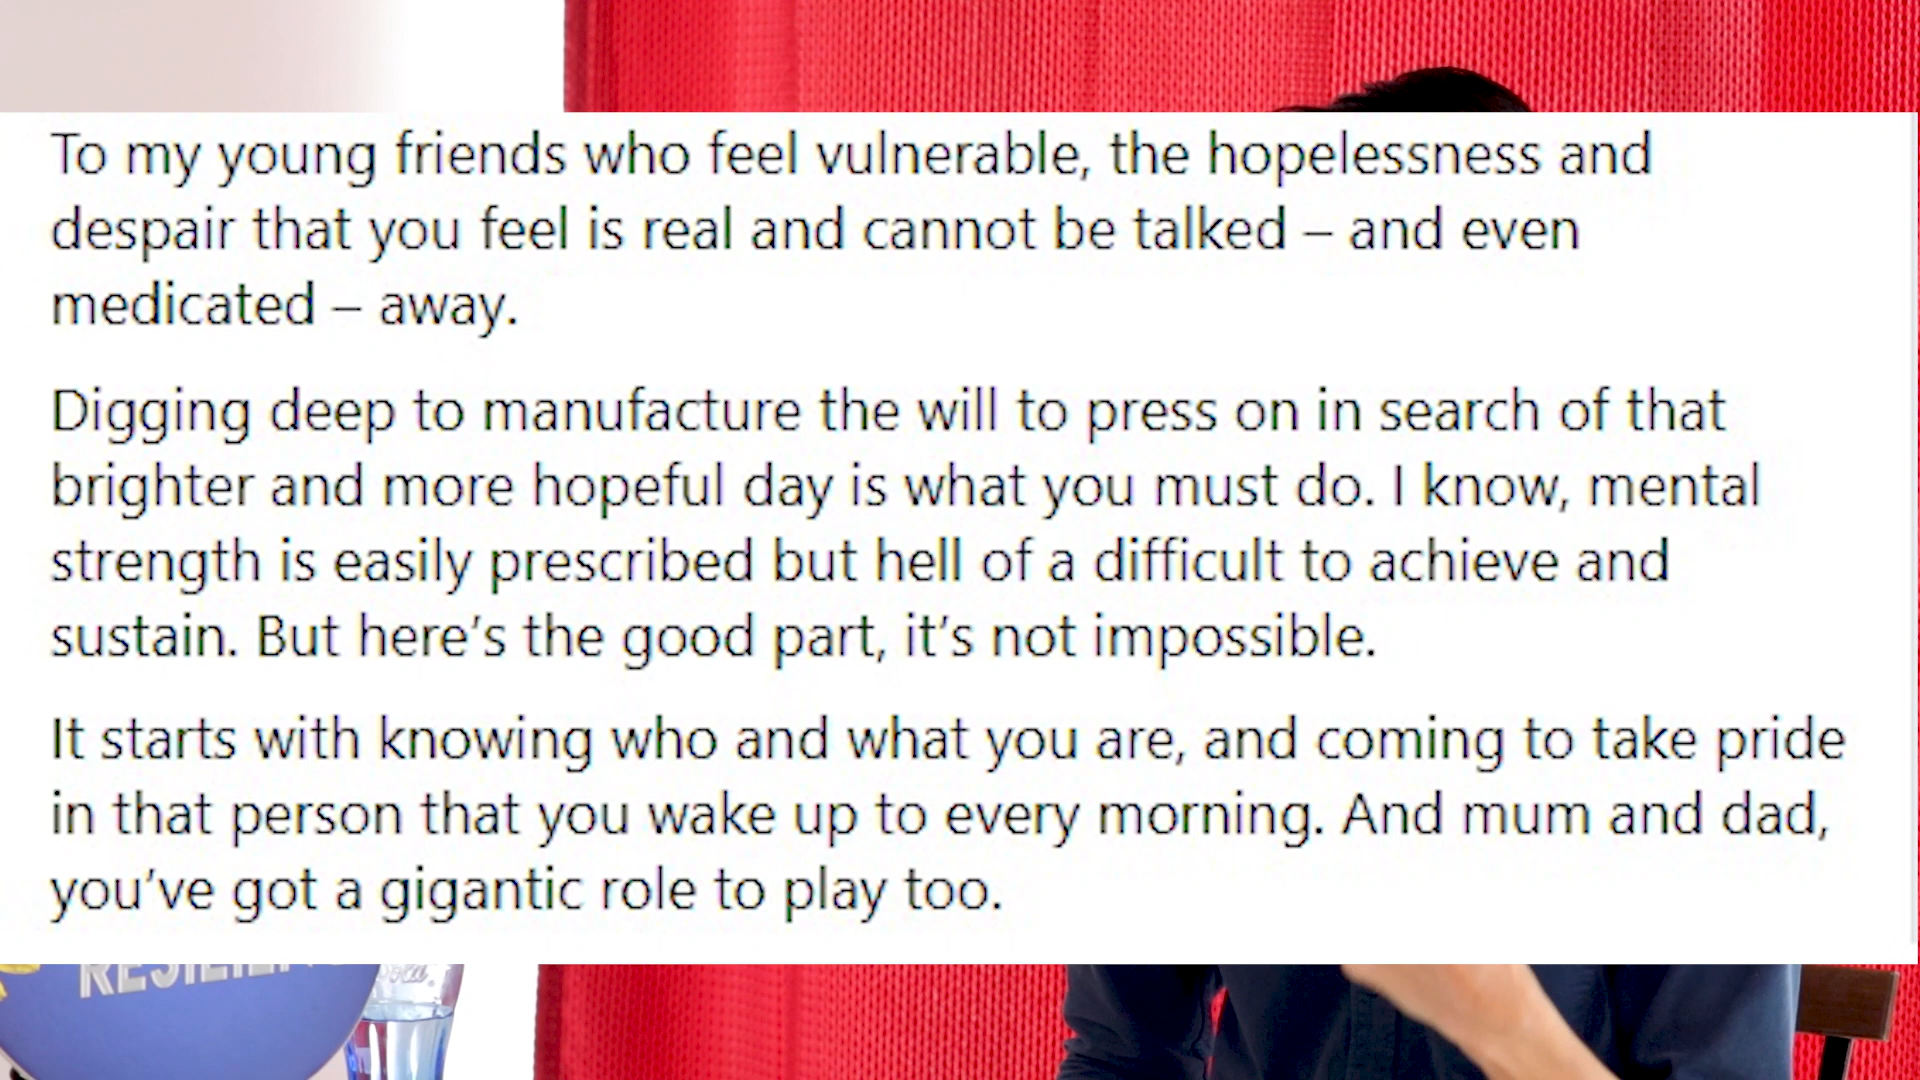 To my young friends who feel vulnerable, the hopelessness and
despair that you feel is real and cannot be talked – and even
medicated – away.
Digging deep to manufacture the will to press on in search of that
brighter and more hopeful day is what you must do. I know, mental
strength is easily prescribed but hell of a difficult to achieve and
sustain. But here’s the good part, it’s not impossible.
It starts with knowing who and what you are, and coming to take pride
in that person that you wake up to every morning. And mum and dad,
you’ve got a gigantic role to play too.